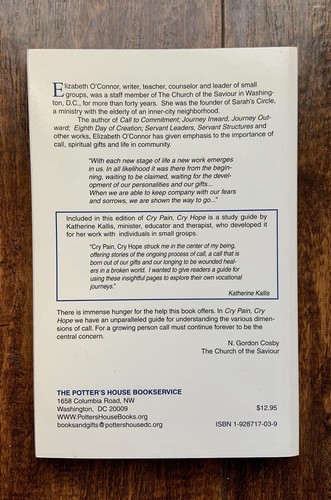 Elizabeth O'Connor, writer, teacher, counselor and leader of small
groups, was a staff member of The Church of the Saviour in Washing-
ton, D.C., for more than forty years. She was the founder of Sarah's Circle,
a ministry with the elderly of an inner-city neighborhood.
The author of Call to Commitment; Journey Inward, Journey Out-
ward; Eighth Day of Creation; Servant Leaders, Servant Structures and
other works, Elizabeth O'Connor has given emphasis to the importance of
call, spiritual gifts and life in community.
"With each new stage of life a new work emerges
in us. In all likelihood it was there from the begin-
ning, waiting to be claimed, waiting for the devel-
opment of our personalities and our gifts...
When we are able to keep company with our fears
and sorrows, we are shown the way to go..."
Included in this edition of Cry Pain, Cry Hope is a study guide by
Katherine Kallis, minister, educator and therapist, who developed it
for her work with individuals in small groups.
"Cry Pain, Cry Hope struck me in the center of my being,
offering stories of the ongoing process of call, a call that is
born out of our gifts and our longing to be wounded heal-
ers in a broken world. I wanted to give readers a guide for
using these insightful pages to explore their own vocational
journeys."
Katherine Kallis
There is immense hunger for the help this book offers. In Cry Pain, Cry
Hope we have an unparalleled guide for understanding the various dimen-
sions of call. For a growing person call must continue forever to be the
central concern.
N. Gordon Cosby
The Church of the Saviour
THE POTTER'S HOUSE BOOKSERVICE
1658 Columbia Road, NW
Washington, DC 20009
WWW.PottersHouseBooks.org
booksandgifts@pottershousedc.org
$12.95
ISBN 1-928717-03-9